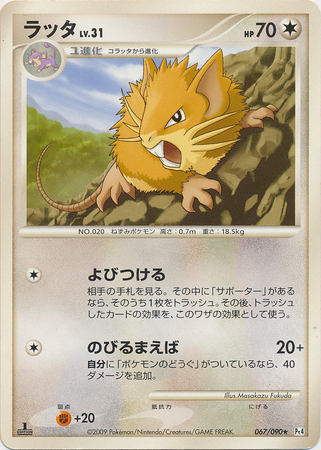 ラッタ LV.31
HP 70
1進化 コラッタから進化
NO.020 ねずみポケモン 高さ:0.7m 重さ:18.5kg
よびつける
相手の手札を見る。その中に「サポーター」がある
なら、そのうち1枚をトラッシュ。その後、トラッシュ
したカードの効果を、このワザの効果として使う。
のびるまえば 20+
自分に「ポケモンのどうぐ」がついているなら、40
ダメージを追加。
Illus.Masakazu Fukuda
弱点 抵抗力 にげる
+20
1 EDITION
©2009 Pokémon/Nintendo/Creatures/GAME FREAK.
067/090★
Pt4